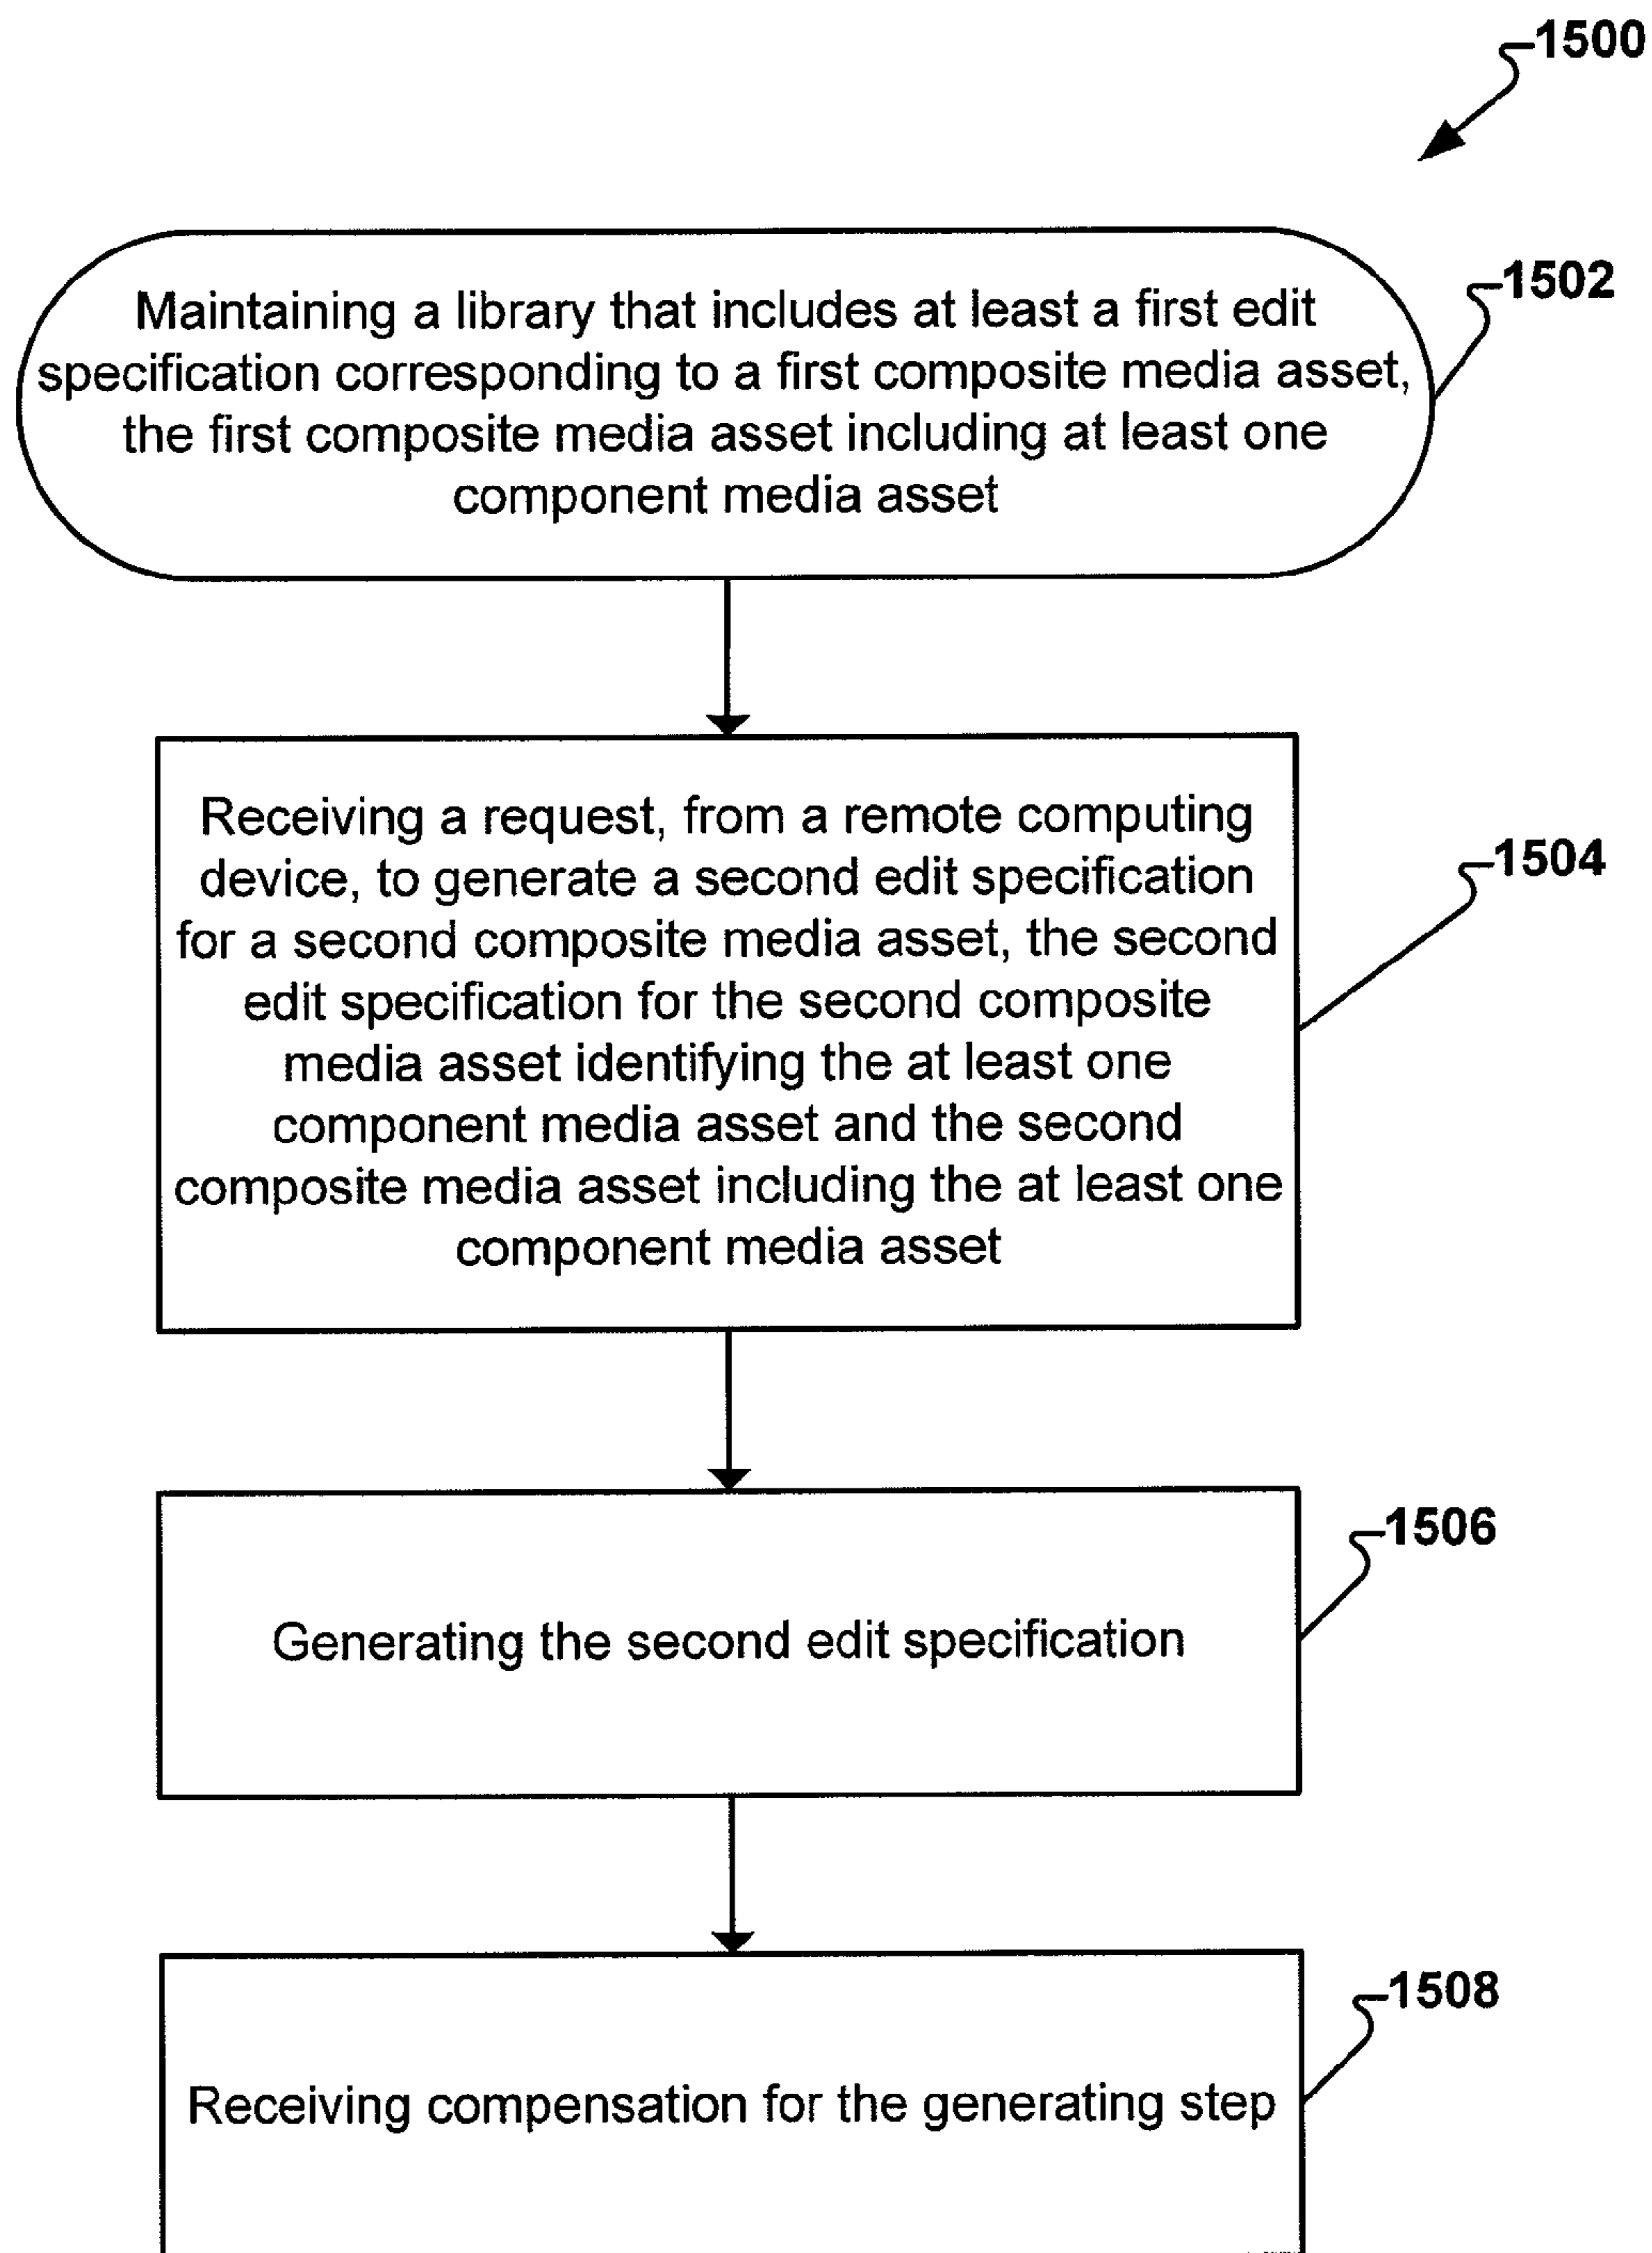 1500
Maintaining a library that includes at least a first edit
1502
specification corresponding to a first composite media asset,
the first composite media asset including at least one
component media asset
Receiving a request, from a remote computing
1504
device, to generate a second edit specification
for a second composite media asset, the second
edit specification for the second composite
media asset identifying the at least one
component media asset and the second
composite media asset including the at least one
component media asset
1506
Generating the second edit specification
1508
Receiving compensation for the generating step